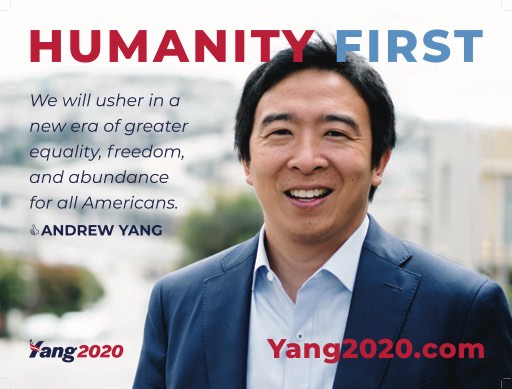 HUMANITY FIRST
We will usher in a
new era of greater
equality, freedom,
and abundance
for all Americans.
ANDREW YANG
Yang2020
Yang2020.com